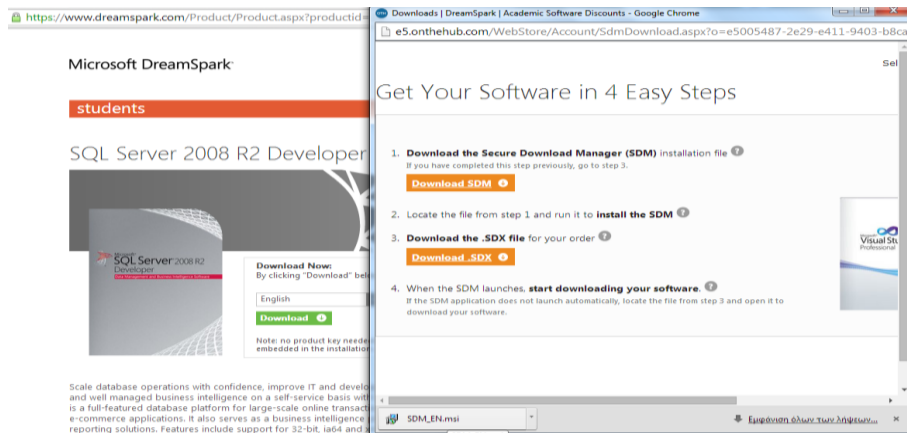 https://www.dreamspark.com/Product/Product.aspx?productid=
Microsoft DreamSpark
students
SQL Server 2008 R2 Developer
Microsoft
SQL Server 2008 R2
Developer
Download Now:
By clicking "Download" bel
English
Download
Note: no product key neede
embedded in the installation
Scale database operations with confidence, improve IT and develo
and well managed business intelligence on a self-service basis with
is a full-featured database platform for large-scale online transact
e-commerce applications. It also serves as a business intelligence
reporting solutions. Features include support for 32-bit, ia64 and
Downloads | DreamSpark | Academic Software Discounts - Google Chrome
e5.onthehub.com/WebStore/Account/SdmDownload.aspx?o=e5005487-2e29-e411-9403-b8ca
Sel
Get Your Software in 4 Easy Steps
1. Download the Secure Download Manager (SDM) installation file ?
If you have completed this step previously, go to step 3.
Download SDM
2. Locate the file from step 1 and run it to install the SDM ?
3. Download the .SDX file for your order ?
Download .SDX
4. When the SDM launches, start downloading your software. ?
If the SDM application does not launch automatically, locate the file from step 3 and open it to
download your software.
Visual Stu
Professional
SDM_EN.msi
Εμφάνιση όλων των λήψεων...